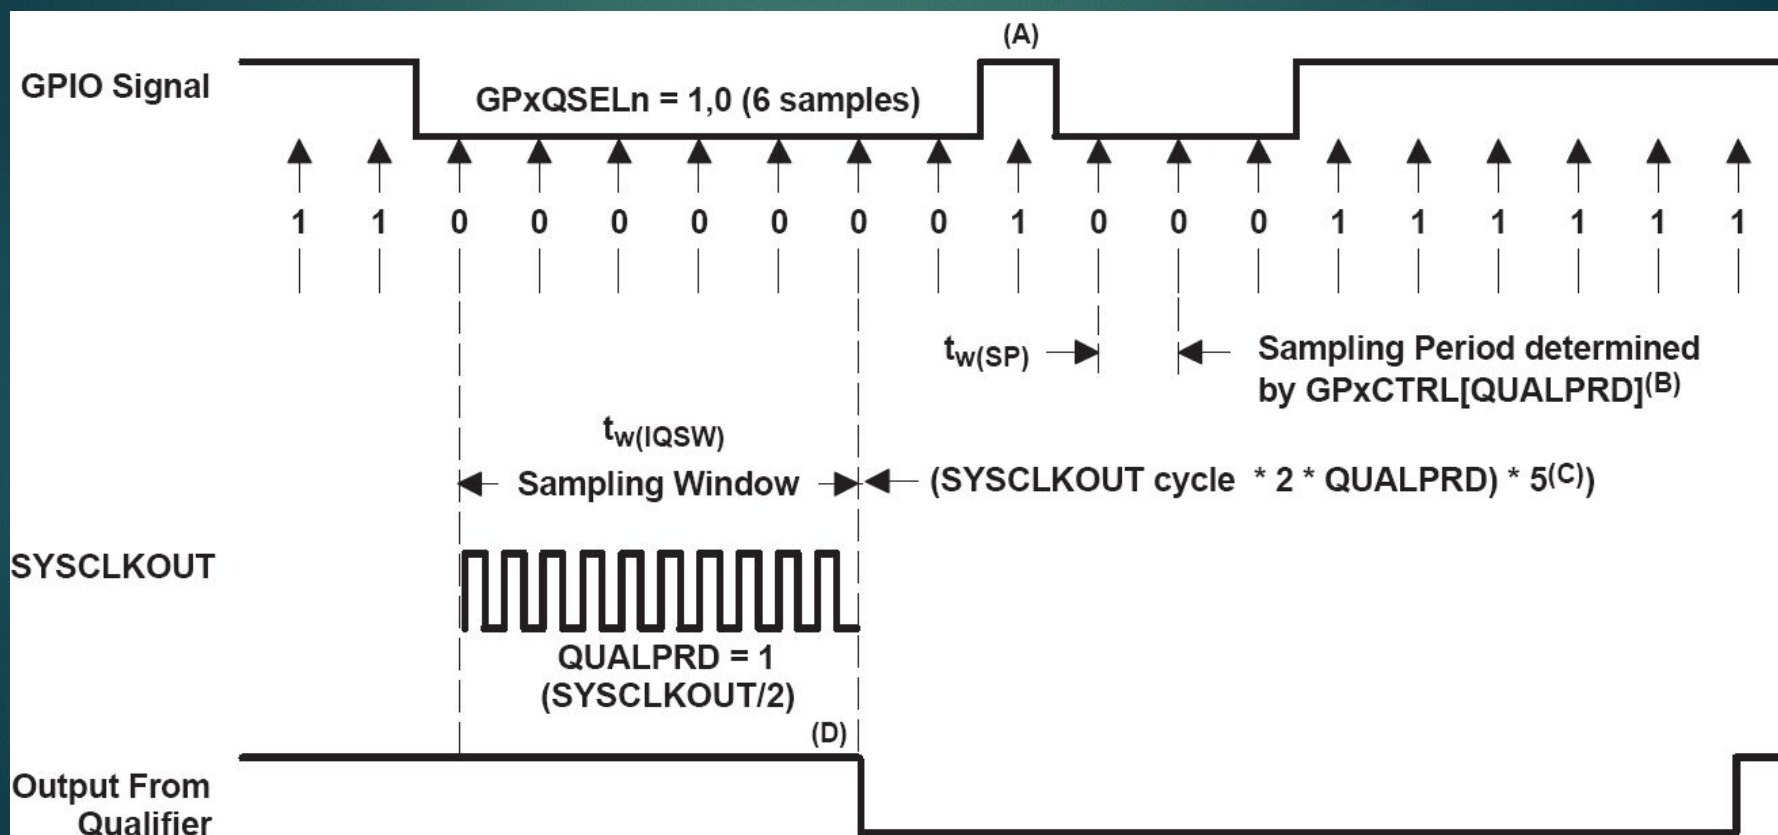 (A)
GPIO Signal
GPxQSELn = 1,0 (6 samples)
1 1 0 0 0 0 0 0 0 1 0 0 0 1 1 1 1 1 1
tw(SP)
Sampling Period determined
by GPxCTRL[QUALPRD](B)
tw(IQSW)
Sampling Window
(SYSCLKOUT cycle * 2 * QUALPRD) * 5(C))
SYSCLKOUT
QUALPRD = 1
(SYSCLKOUT/2)
(D)
Output From
Qualifier